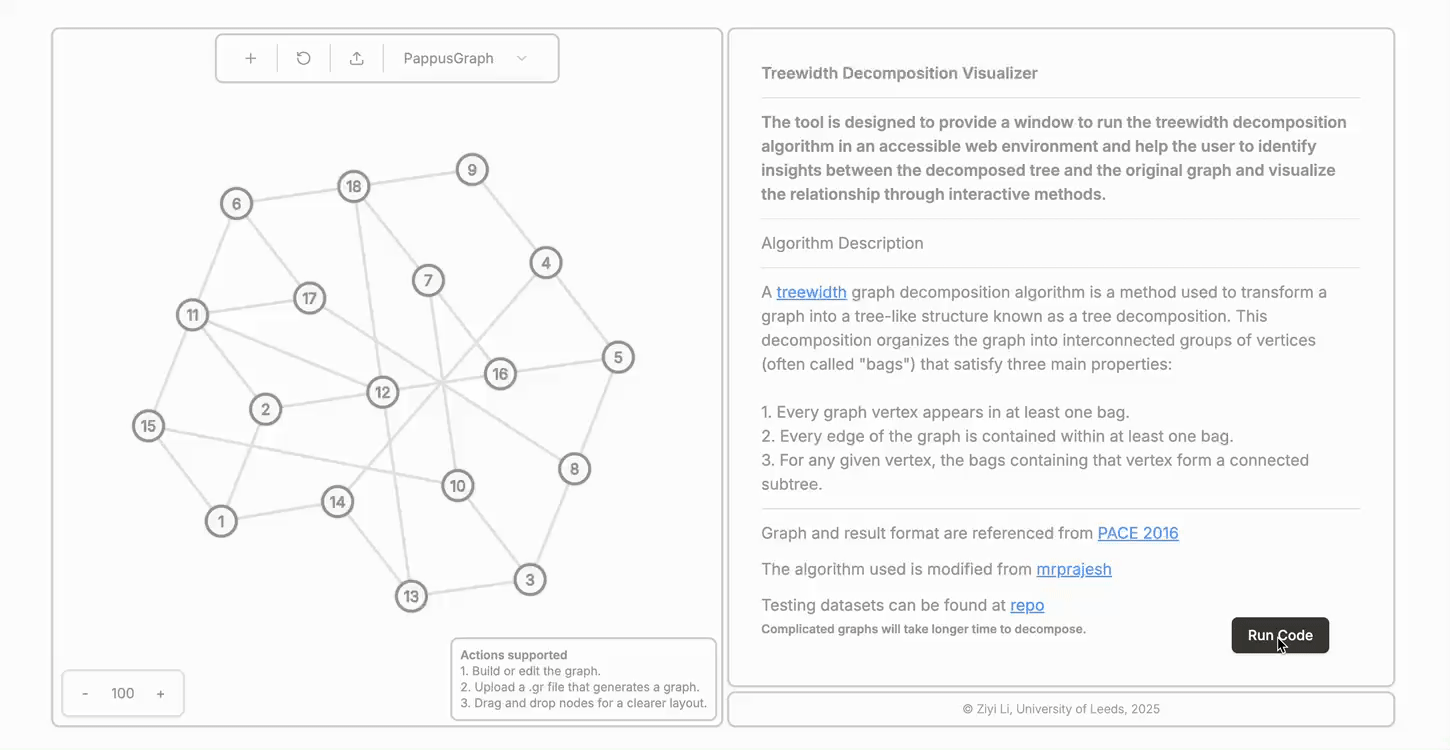 PappusGraph
9
18
6
4
7
17
11
5
16
12
2
15
8
10
14
1
3
13
Actions supported
1. Build or edit the graph.
2. Upload a .gr file that generates a graph.
3. Drag and drop nodes for a clearer layout.
- 100 +
Treewidth Decomposition Visualizer
The tool is designed to provide a window to run the treewidth decomposition
algorithm in an accessible web environment and help the user to identify
insights between the decomposed tree and the original graph and visualize
the relationship through interactive methods.
Algorithm Description
A treewidth graph decomposition algorithm is a method used to transform a
graph into a tree-like structure known as a tree decomposition. This
decomposition organizes the graph into interconnected groups of vertices
(often called "bags") that satisfy three main properties:
1. Every graph vertex appears in at least one bag.
2. Every edge of the graph is contained within at least one bag.
3. For any given vertex, the bags containing that vertex form a connected
subtree.
Graph and result format are referenced from PACE 2016
The algorithm used is modified from mrprajesh
Testing datasets can be found at repo
Complicated graphs will take longer time to decompose.
Run Code
© Ziyi Li, University of Leeds, 2025